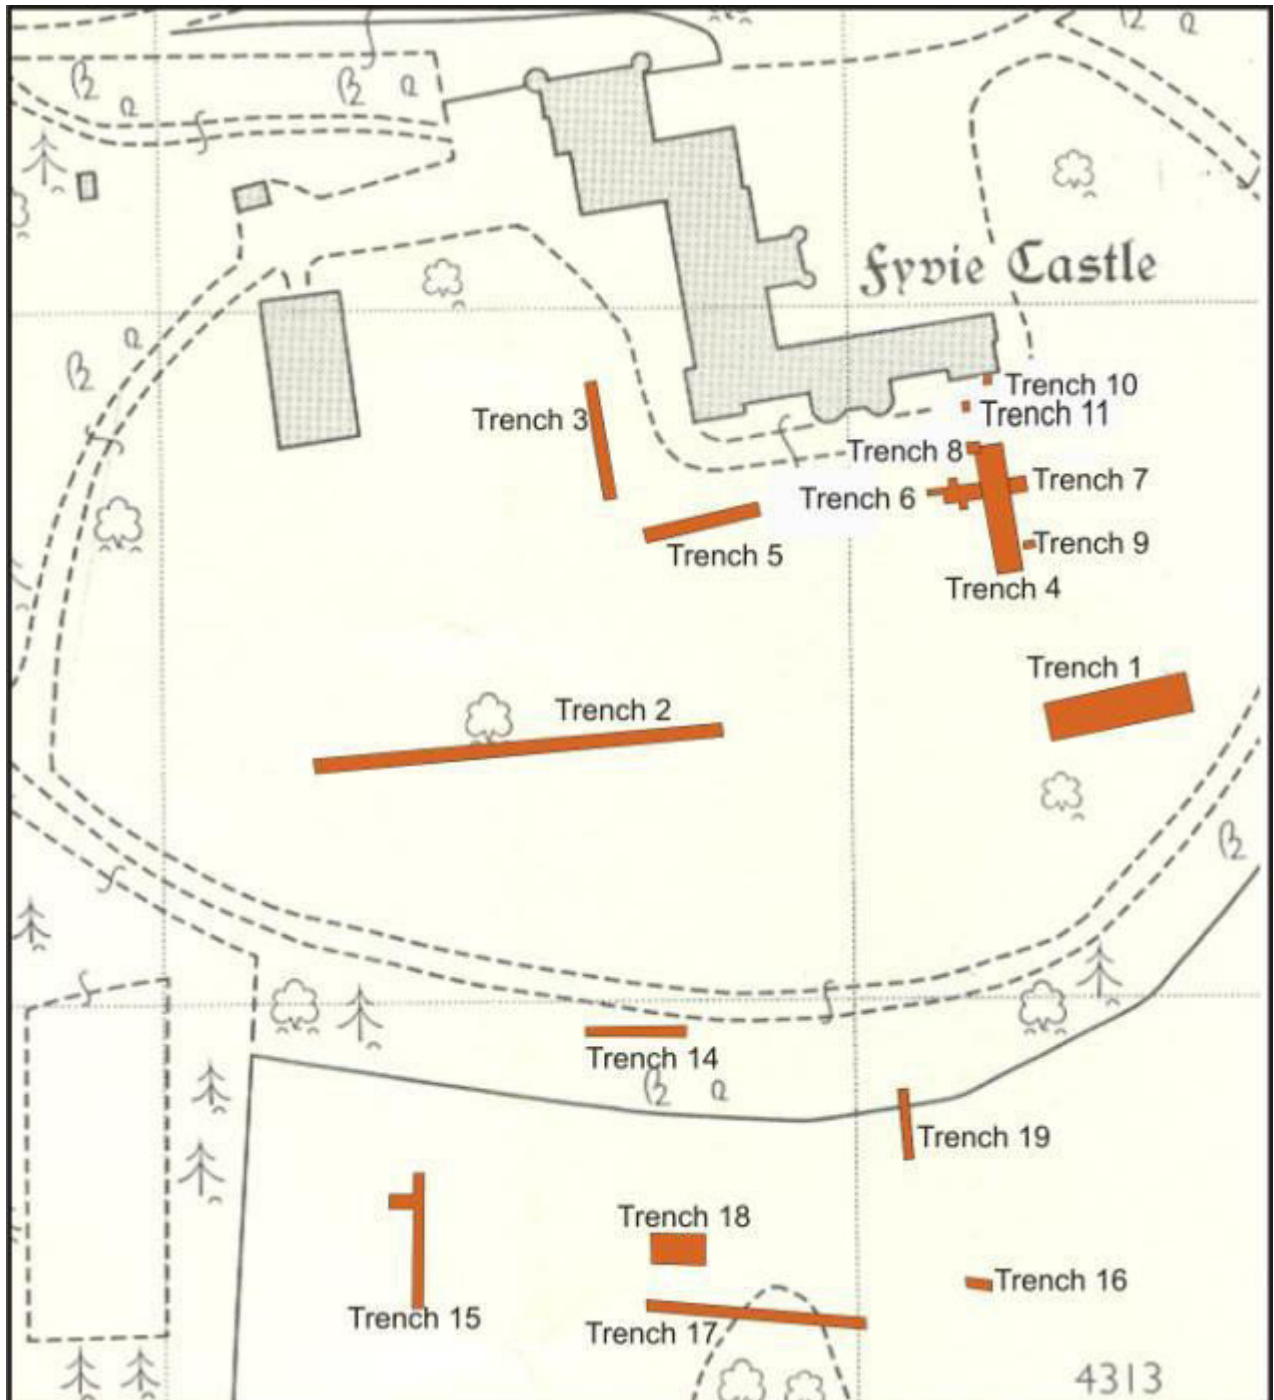 Fyvie Castle
Trench 10
Trench 11
Trench 3
Trench 8
Trench 7
Trench 6
Trench 5
Trench 9
Trench 4
Trench 1
Trench 2
Trench 14
Trench 19
Trench 18
Trench 16
Trench 15
Trench 17
4313